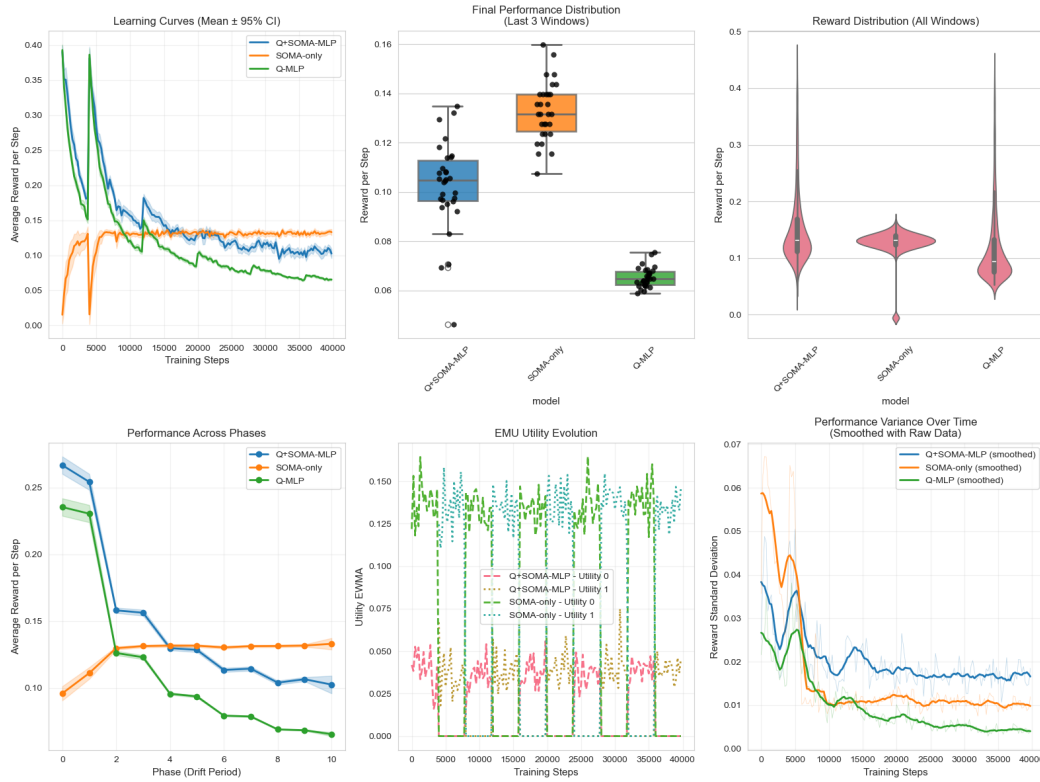 Learning Curves (Mean ± 95% CI)
Average Reward per Step
0.40
0.35
0.30
0.25
0.20
0.15
0.10
0.05
0.00
Q+SOMA-MLP
SOMA-only
Q-MLP
0
5000
10000
15000
20000
25000
30000
35000
40000
Training Steps
Final Performance Distribution
(Last 3 Windows)
Reward per Step
0.16
0.14
0.12
0.10
0.08
0.06
Q+SOMA-MLP
SOMA-only
Q-MLP
model
Reward Distribution (All Windows)
Reward per Step
0.5
0.4
0.3
0.2
0.1
0.0
Q+SOMA-MLP
SOMA-only
Q-MLP
model
Performance Across Phases
Average Reward per Step
0.25
0.20
0.15
0.10
Q+SOMA-MLP
SOMA-only
Q-MLP
0
2
4
6
8
10
Phase (Drift Period)
EMU Utility Evolution
Utility EWMA
0.150
0.125
0.100
0.075
0.050
0.025
0.000
Q+SOMA-MLP - Utility 0
Q+SOMA-MLP - Utility 1
SOMA-only - Utility 0
SOMA-only - Utility 1
0
5000
10000
15000
20000
25000
30000
35000
40000
Training Steps
Performance Variance Over Time
(Smoothed with Raw Data)
Reward Standard Deviation
0.07
0.06
0.05
0.04
0.03
0.02
0.01
0.00
Q+SOMA-MLP (smoothed)
SOMA-only (smoothed)
Q-MLP (smoothed)
0
5000
10000
15000
20000
25000
30000
35000
40000
Training Steps